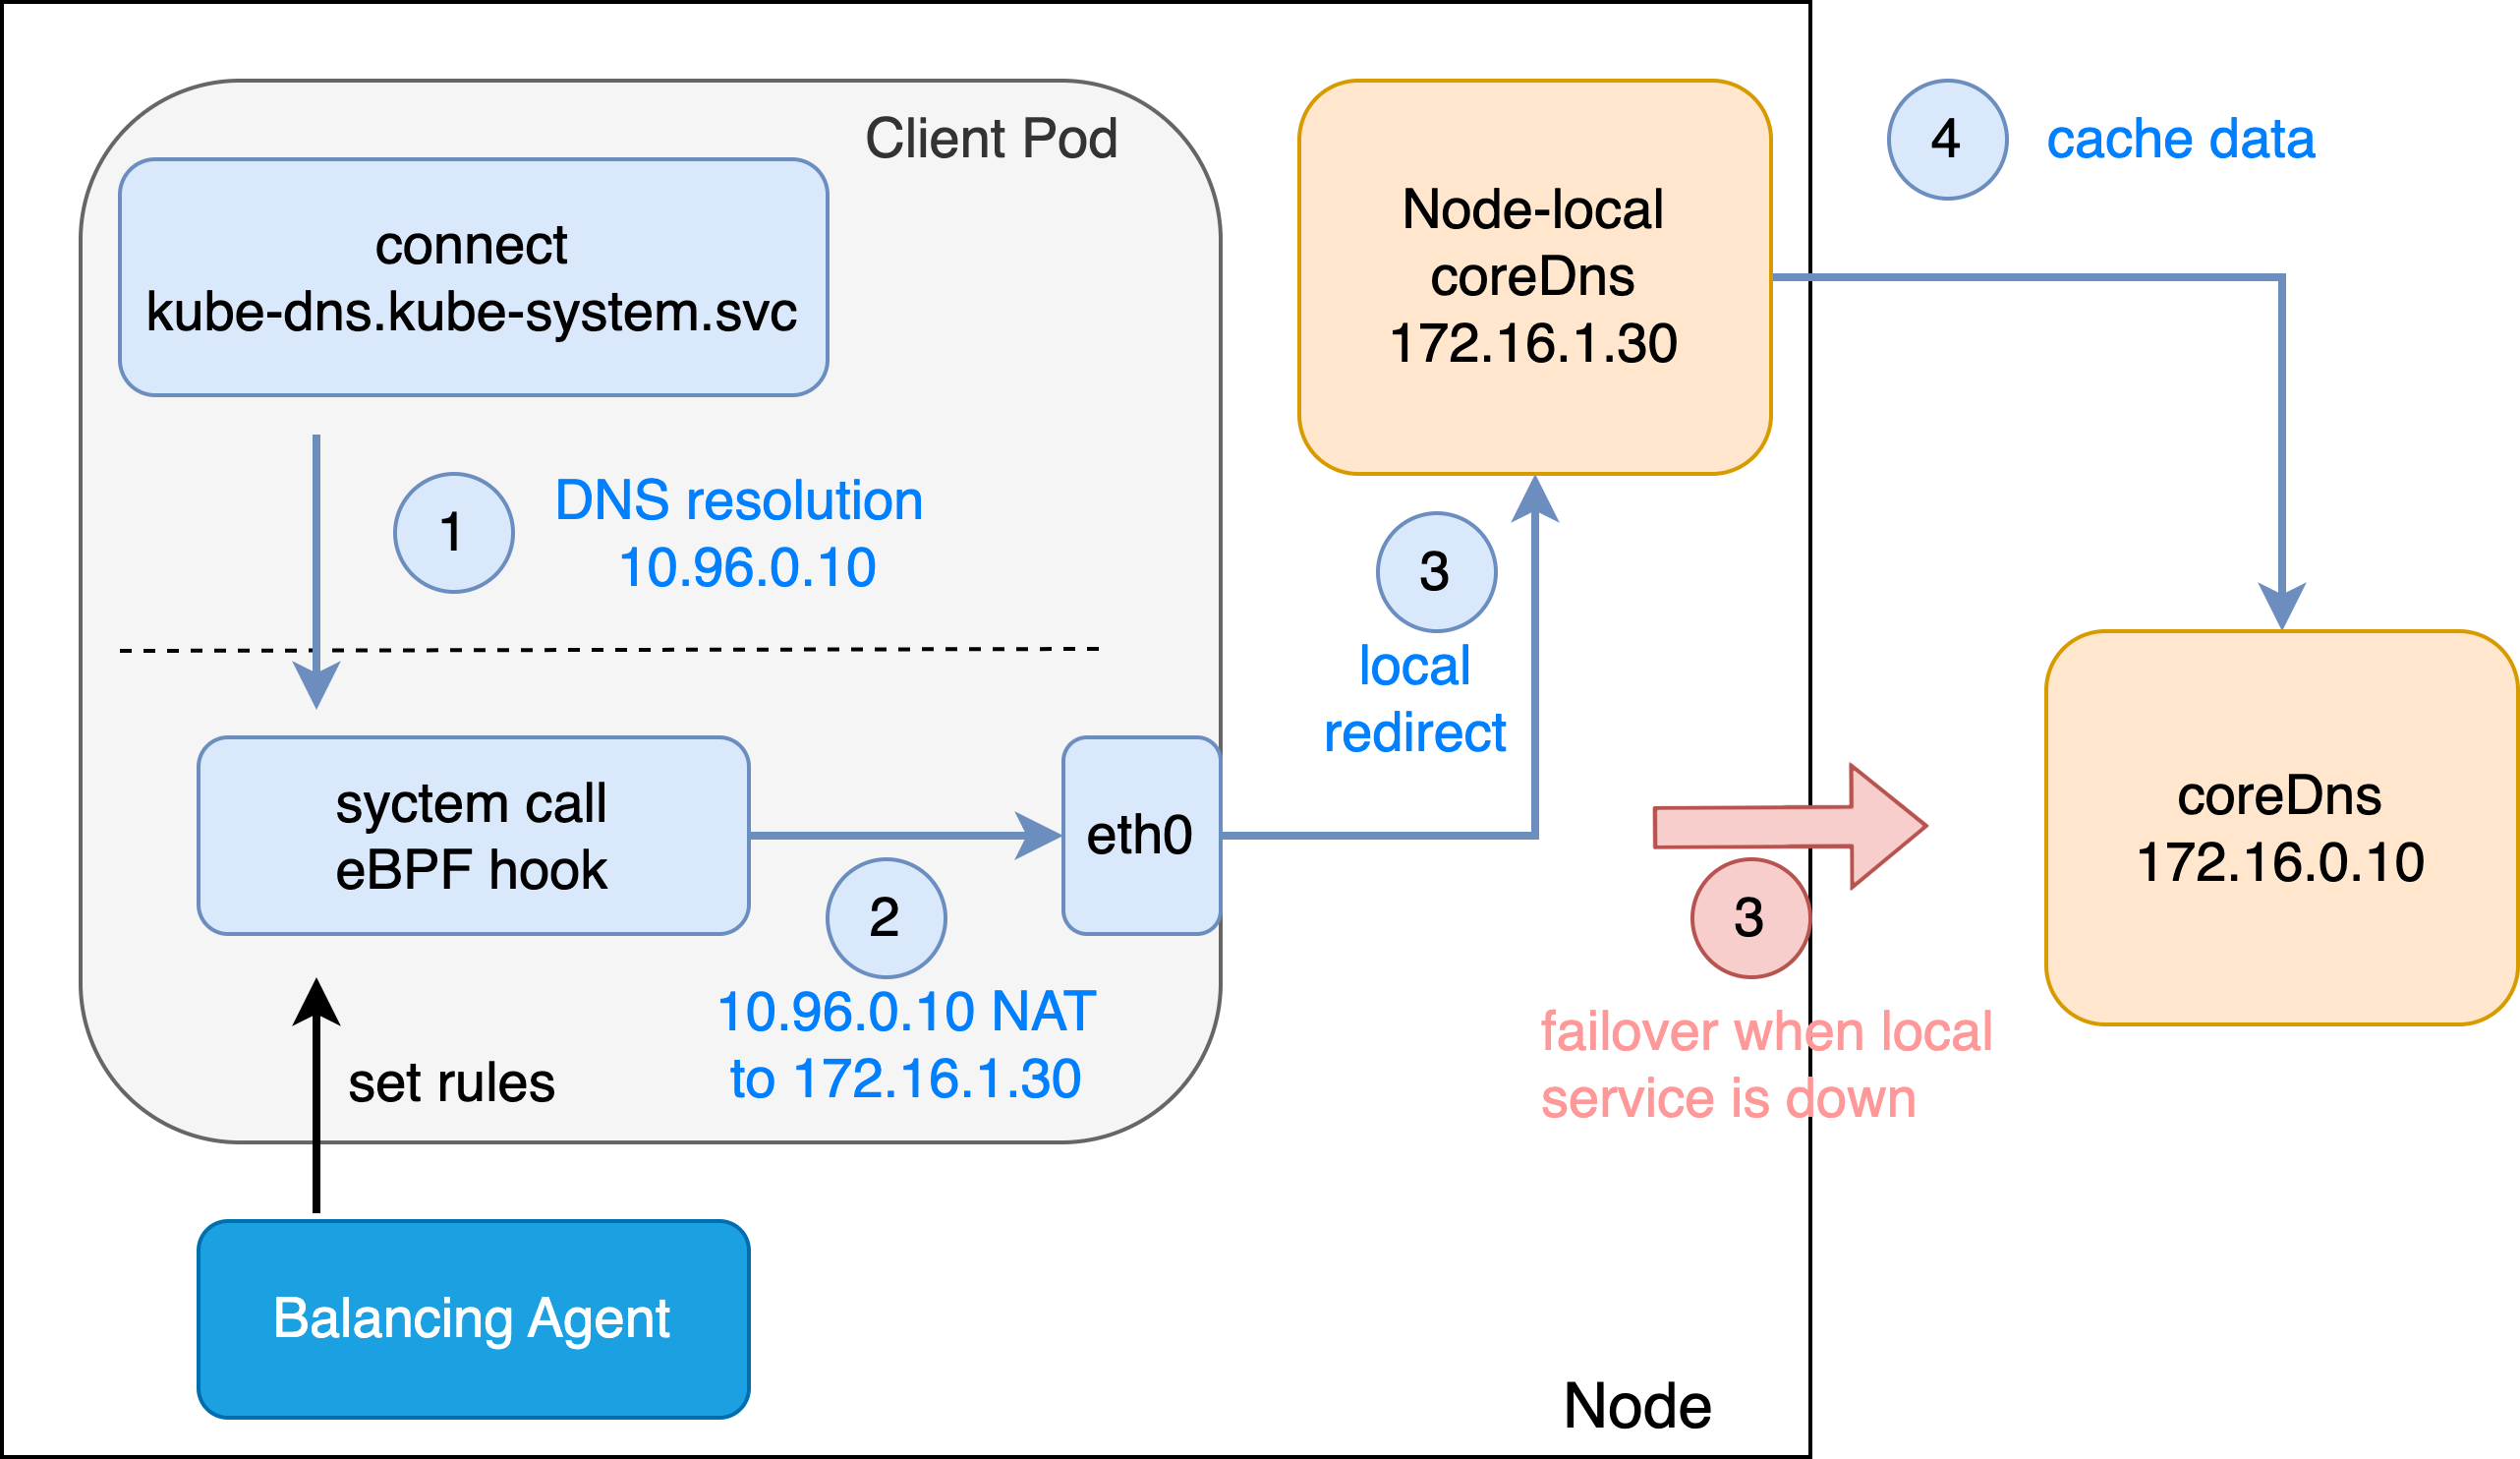 Client Pod
connect
kube-dns.kube-system.svc
1
DNS resolution
10.96.0.10
syctem call
eBPF hook
2
10.96.0.10 NAT
to 172.16.1.30
eth0
set rules
Balancing Agent
Node-local
coreDns
172.16.1.30
3
local
redirect
4
cache data
3
failover when local
service is down
coreDns
172.16.0.10
Node